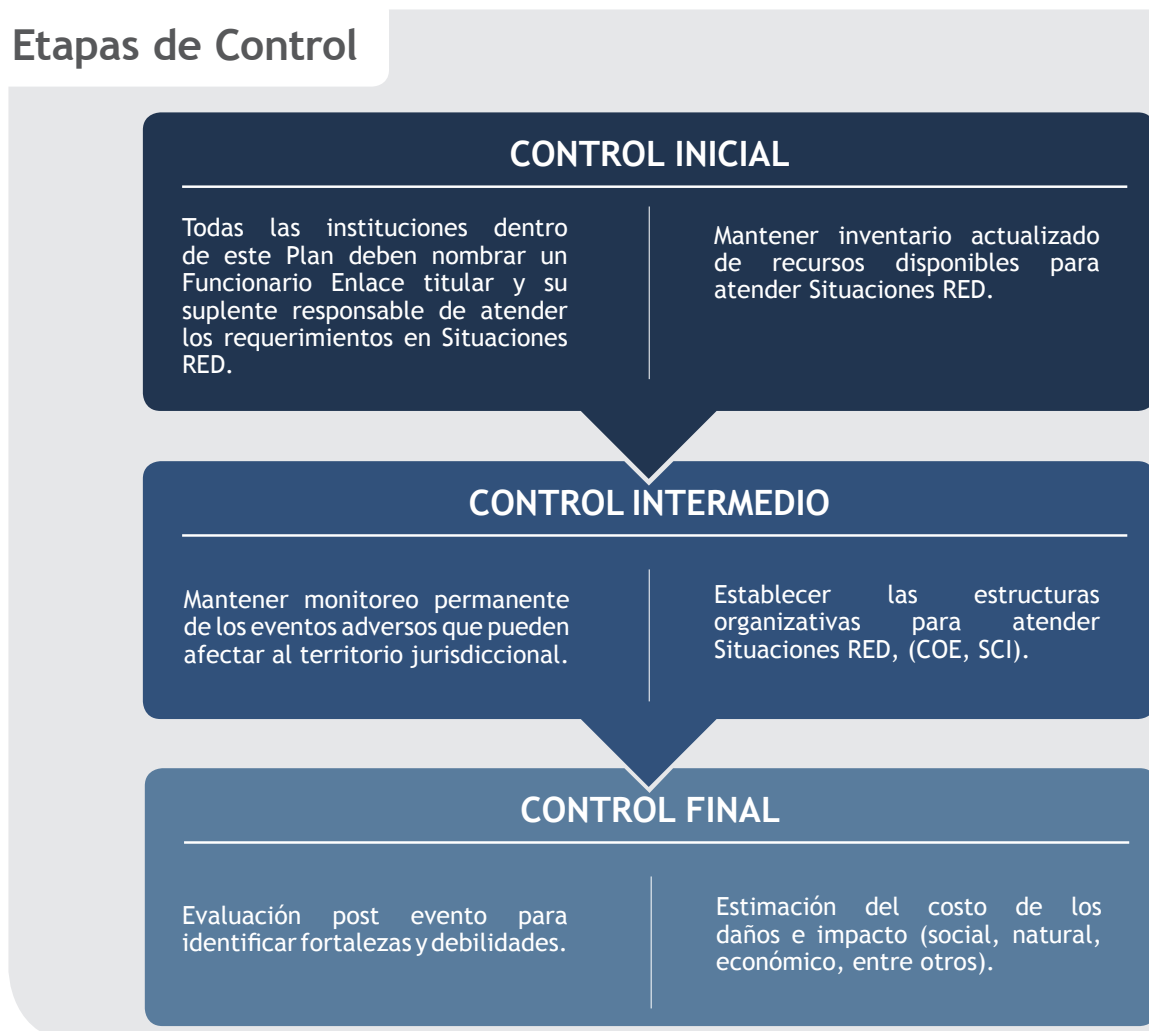 Etapas de Control
CONTROL INICIAL
Todas las instituciones dentro
de este Plan deben nombrar un
Funcionario Enlace titular y su
suplente responsable de atender
los requerimientos en Situaciones
RED.
Mantener inventario actualizado
de recursos disponibles para
atender Situaciones RED.
CONTROL INTERMEDIO
Mantener monitoreo permanente
de los eventos adversos que pueden
afectar al territorio jurisdiccional.
Establecer las estructuras
organizativas para atender
Situaciones RED, (COE, SCI).
CONTROL FINAL
Evaluación post evento para
identificar fortalezas y debilidades.
Estimación del costo de los
daños e impacto (social, natural,
económico, entre otros).